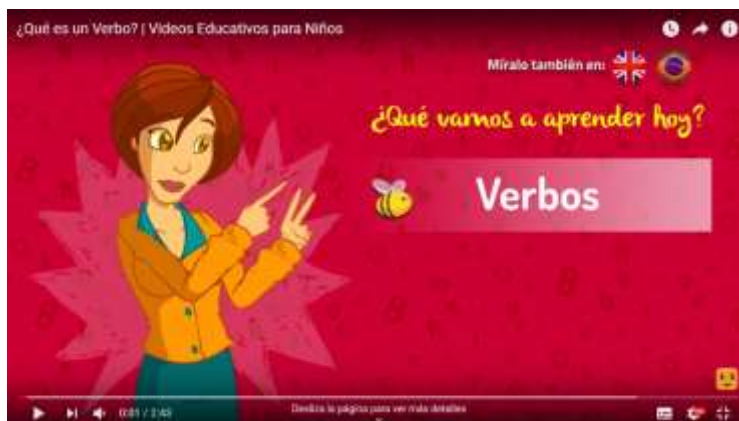 ¿Qué es un Verbo? | Videos Educativos para Niños
Míralo también en:
¿Qué vamos a aprender hoy?
Verbos
0:01 / 2:43
Desliza la página para ver más detalles